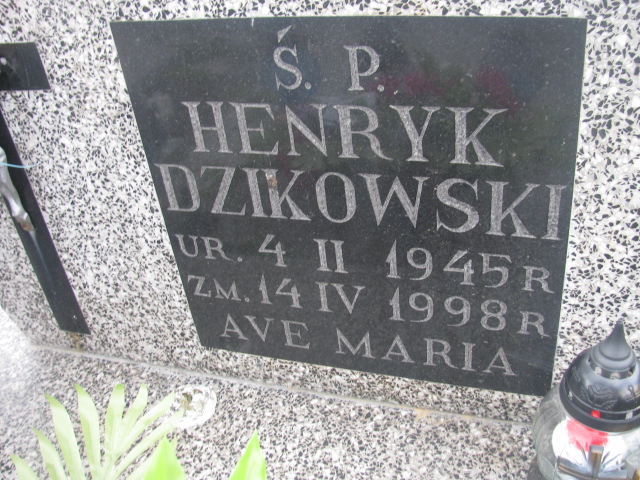 Ś. P.
HENRYK
DZIKOWSKI
UR. 4 II 1945 R
ZM. 14 IV 1998 R
AVE MARIA